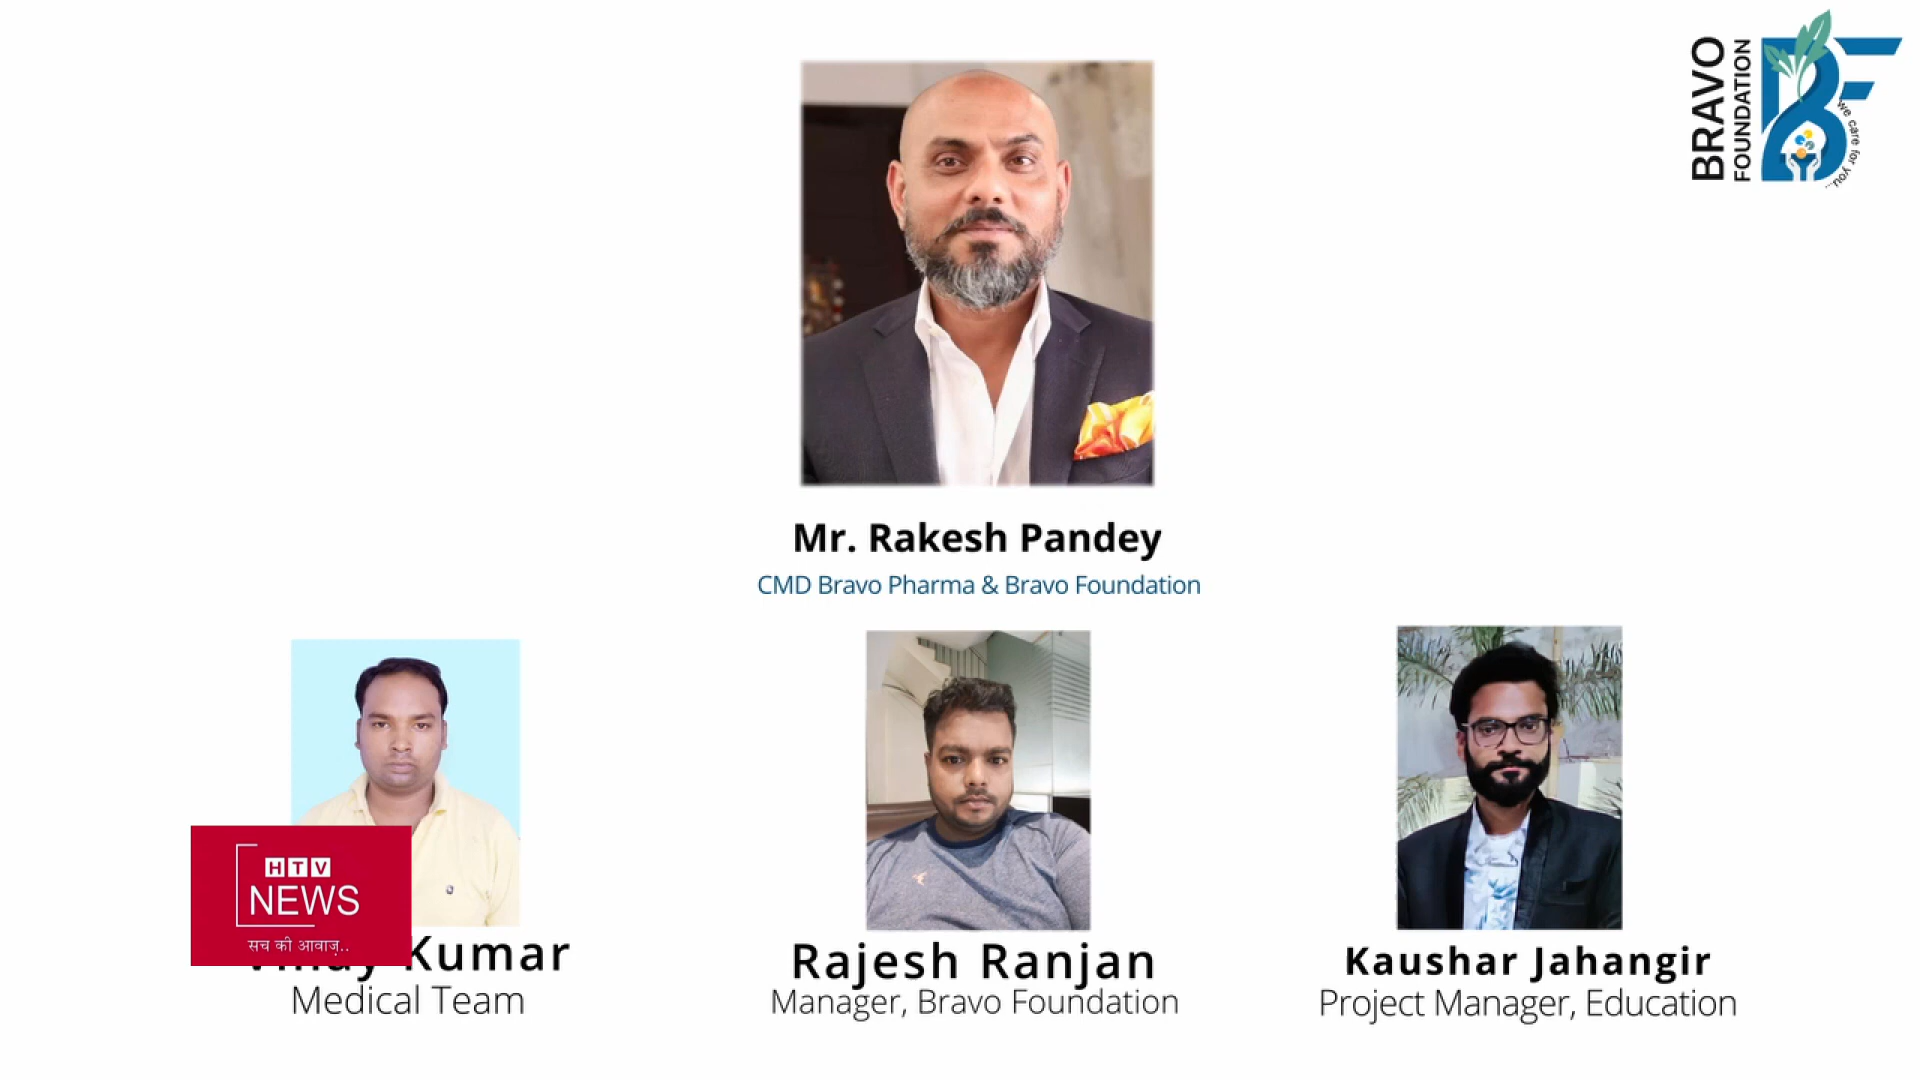 BRAVO
FOUNDATION
we care for you...
Mr. Rakesh Pandey
CMD Bravo Pharma & Bravo Foundation
HTV
NEWS
सच की आवाज़..
Kumar
Medical Team
Rajesh Ranjan
Manager, Bravo Foundation
Kaushar Jahangir
Project Manager, Education